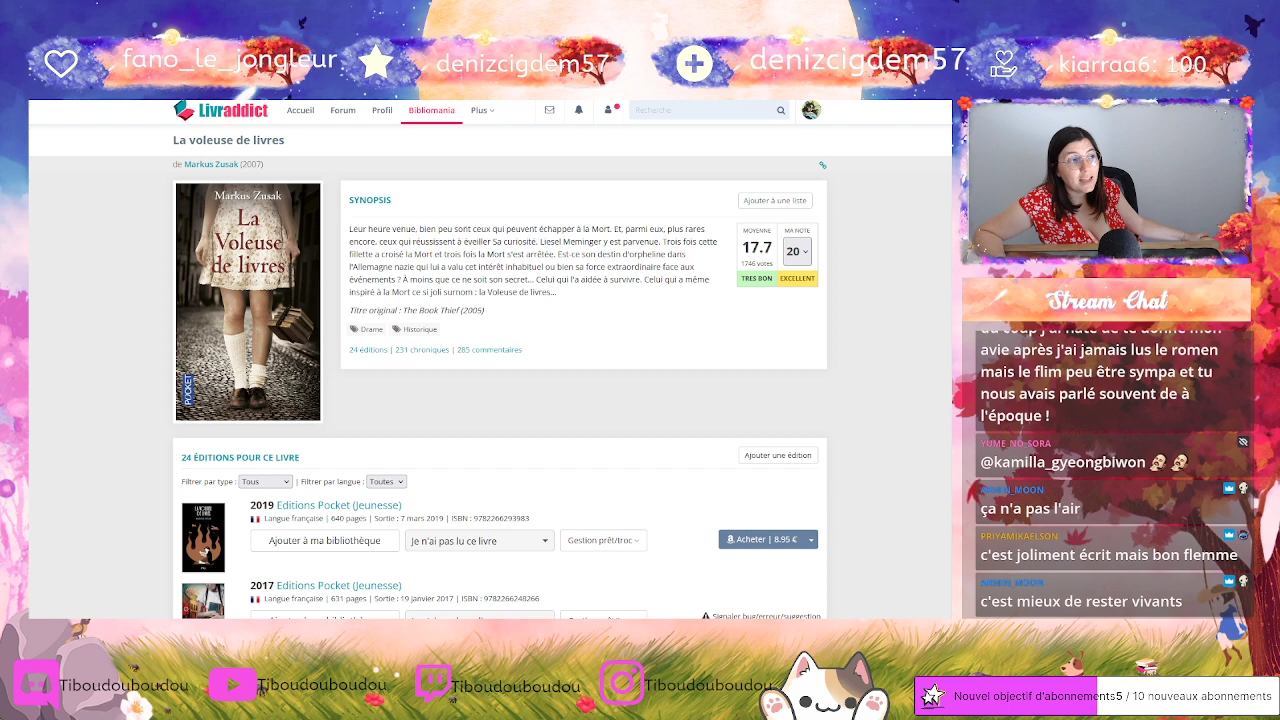 fano_le_jongleur
denizcigdem57
denizcigdem57
kiarraa6: 100
Livraddict
Accueil
Forum
Profil
Bibliomania
Plus
Recherche
La voleuse de livres
de Markus Zusak (2007)
Markus Zusak
La
Voleuse
de livres
POCKET
SYNOPSIS
Ajouter à une liste
Leur heure venue, bien peu sont ceux qui peuvent échapper à la Mort. Et, parmi eux, plus rares
encore, ceux qui réussissent à éveiller Sa curiosité. Liesel Meminger y est parvenue. Trois fois cette
fillette a croisé la Mort et trois fois la Mort s'est arrêtée. Est-ce son destin d'orpheline dans
l'Allemagne nazie qui lui a valu cet intérêt inhabituel ou bien sa force extraordinaire face aux
événements ? À moins que ce ne soit son secret... Celui qui l'a aidée à survivre. Celui qui a même
inspiré à la Mort ce si joli surnom : la Voleuse de livres...
MOYENNE
17.7
1746 votes
TRES BON
MA NOTE
20
EXCELLENT
Titre original : The Book Thief (2005)
Drame
Historique
24 éditions | 231 chroniques | 285 commentaires
24 ÉDITIONS POUR CE LIVRE
Ajouter une édition
Filtrer par type : Tous | Filtrer par langue : Toutes
2019 Editions Pocket (Jeunesse)
Langue française | 640 pages | Sortie : 7 mars 2019 | ISBN : 9782266293983
Ajouter à ma bibliothèque
Je n'ai pas lu ce livre
Gestion prêt/troc
Acheter | 8.95 €
2017 Editions Pocket (Jeunesse)
Langue française | 631 pages | Sortie : 19 janvier 2017 | ISBN : 9782266248266
Signaler bug/erreur/suggestion
Stream Chat
du coup j'ai hâte de te donné mon
avie après j'ai jamais lus le romen
mais le flim peu être sympa et tu
nous avais parlé souvent de à
l'époque !
YUME_NO_SORA
@kamilla_gyeongbiwon
ARMIN_MOON
ça n'a pas l'air
PRIYAMIKAELSON
c'est joliment écrit mais bon flemme
ARMIN_MOON
c'est mieux de rester vivants
Tiboudouboudou
Tiboudouboudou
Tiboudouboudou
Tiboudouboudou
Nouvel objectif d'abonnements
5 / 10 nouveaux abonnements